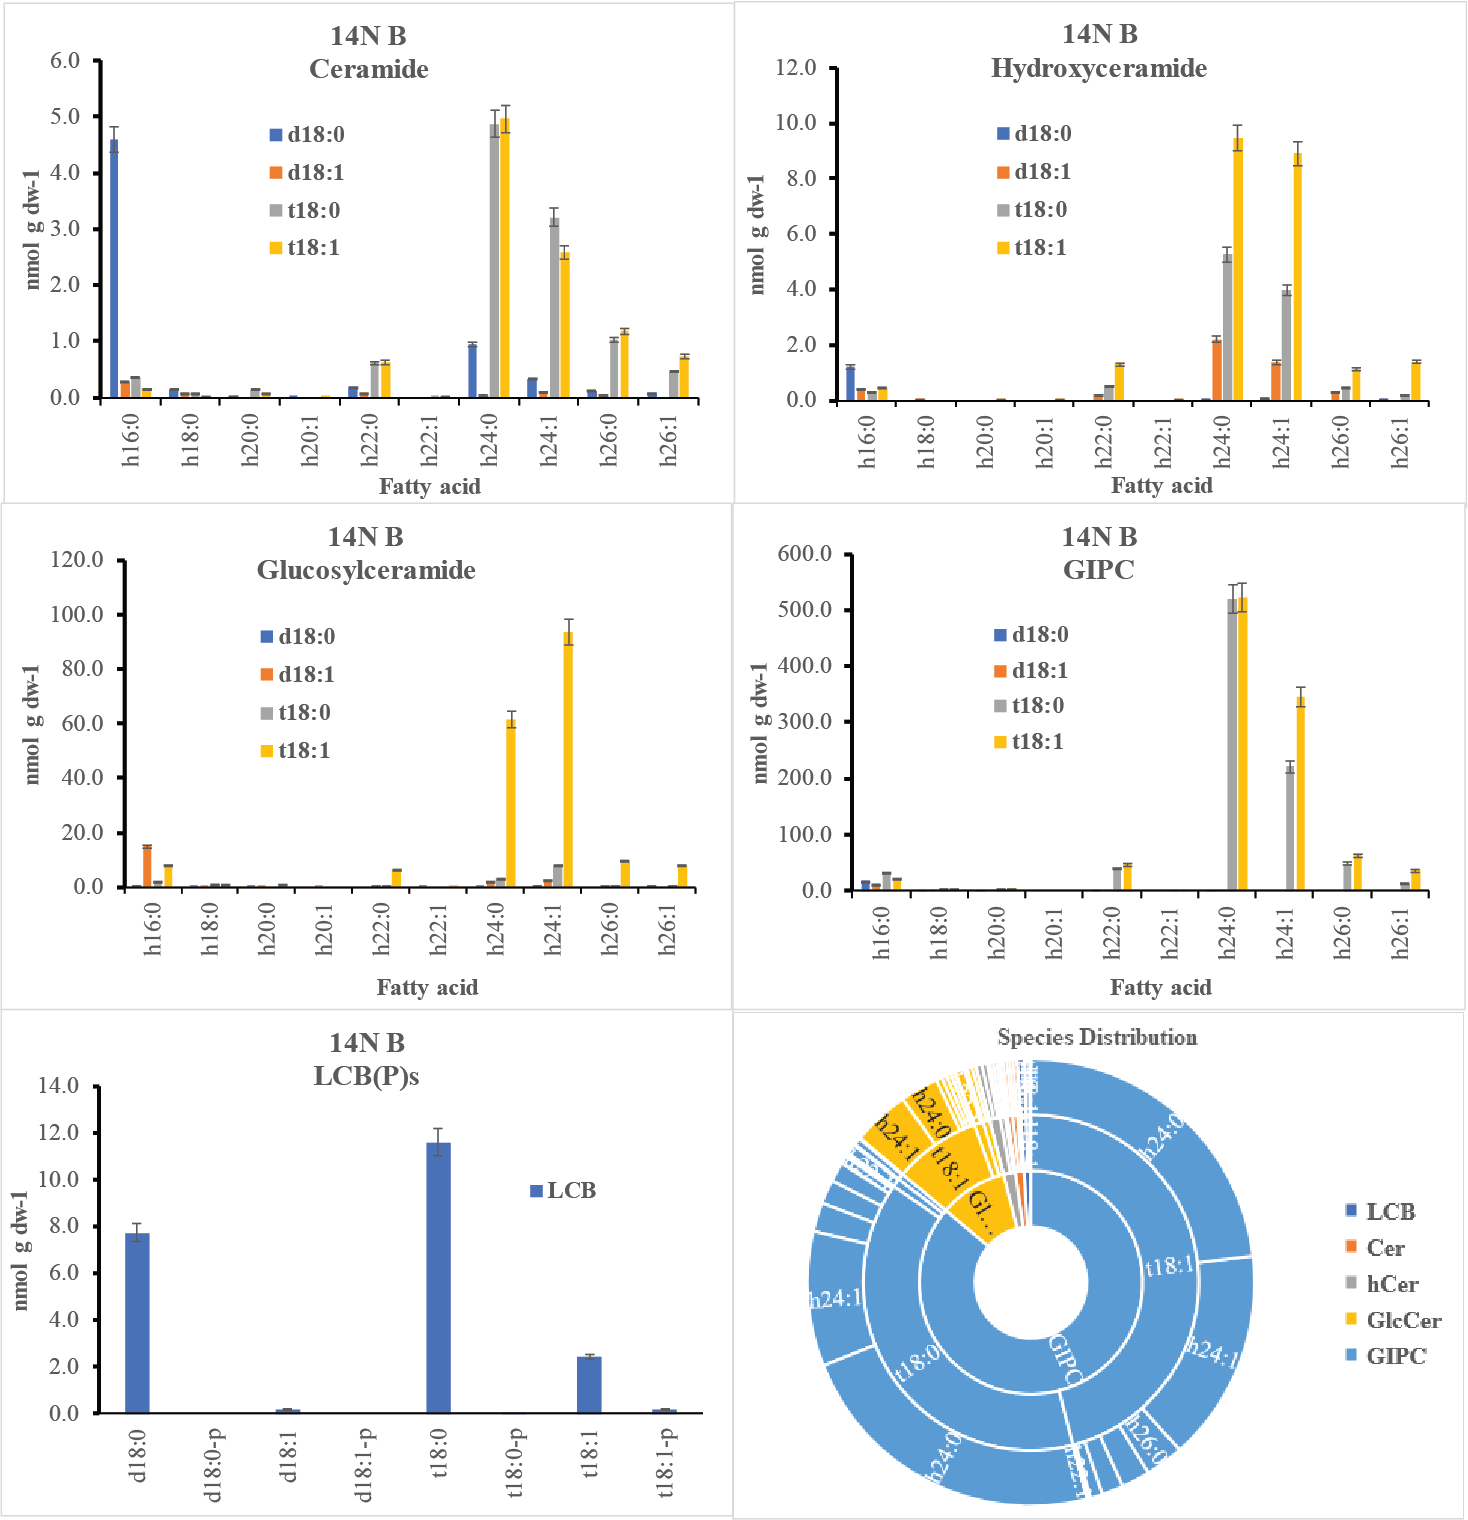 14N B
Ceramide
6.0
5.0
4.0
3.0
2.0
1.0
0.0
nmol g dw-1
d18:0
d18:1
t18:0
t18:1
h16:0
h18:0
h20:0
h20:1
h22:0
h22:1
h24:0
h24:1
h26:0
h26:1
Fatty acid
14N B
Hydroxyceramide
12.0
10.0
8.0
6.0
4.0
2.0
0.0
nmol g dw-1
d18:0
d18:1
t18:0
t18:1
h16:0
h18:0
h20:0
h20:1
h22:0
h22:1
h24:0
h24:1
h26:0
h26:1
Fatty acid
14N B
Glucosylceramide
120.0
100.0
80.0
60.0
40.0
20.0
0.0
nmol g dw-1
d18:0
d18:1
t18:0
t18:1
h16:0
h18:0
h20:0
h20:1
h22:0
h22:1
h24:0
h24:1
h26:0
h26:1
Fatty acid
14N B
GIPC
600.0
500.0
400.0
300.0
200.0
100.0
0.0
nmol g dw-1
d18:0
d18:1
t18:0
t18:1
h16:0
h18:0
h20:0
h20:1
h22:0
h22:1
h24:0
h24:1
h26:0
h26:1
Fatty acid
14N B
LCB(P)s
14.0
12.0
10.0
8.0
6.0
4.0
2.0
0.0
nmol g dw-1
LCB
d18:0
d18:0-p
d18:1
d18:1-p
t18:0
t18:0-p
t18:1
t18:1-p
Species Distribution
h24:0
h24:1
h26:0
h22:1
h24:0
h24:1
h24:1
h24:0
t18:1
t18:0
t18:1
GIPC
Gl...
LCB
Cer
hCer
GlcCer
GIPC